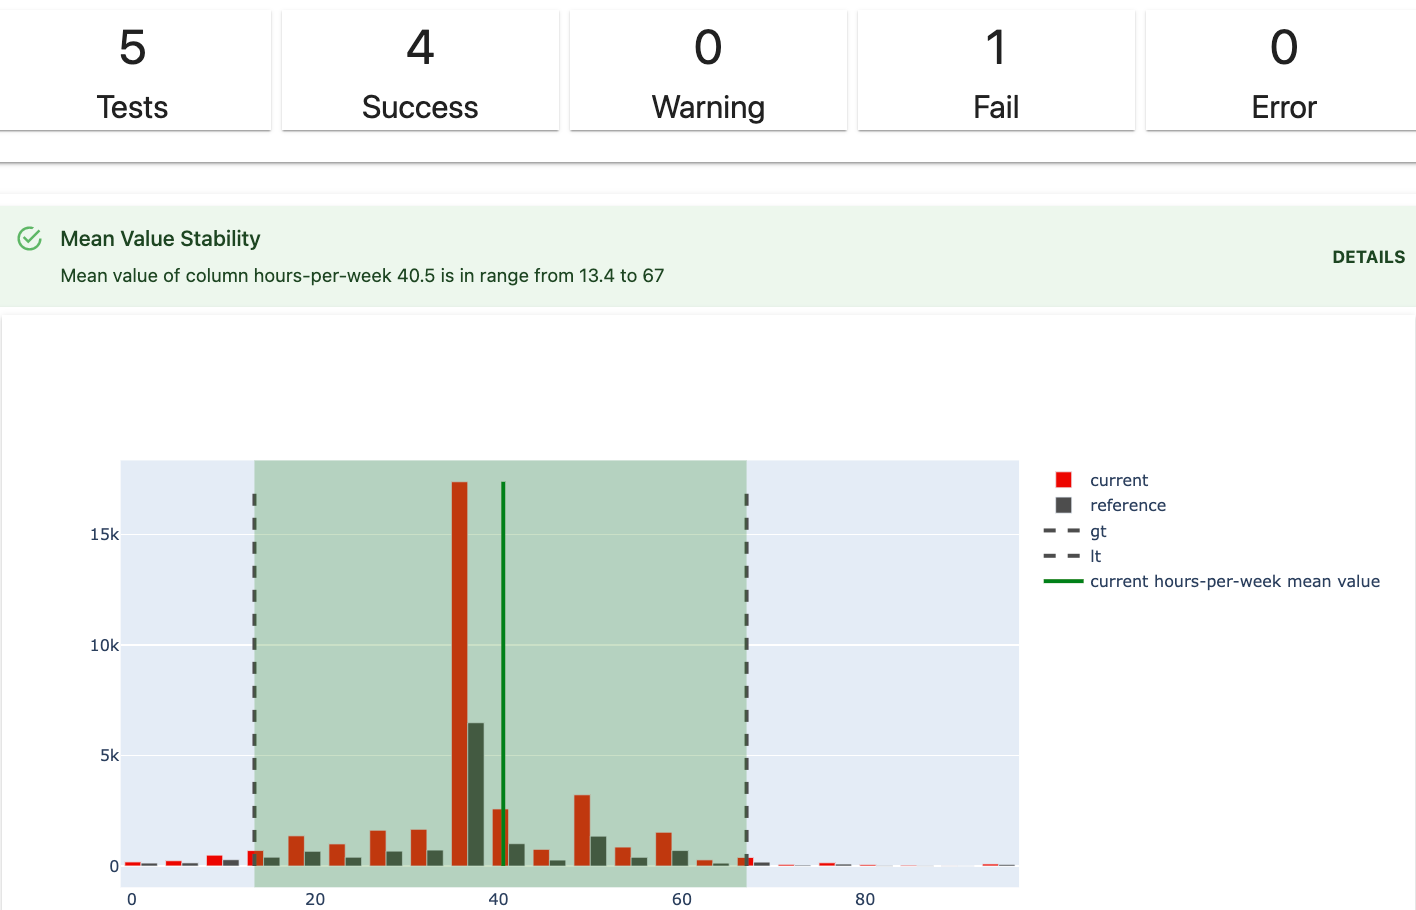 5 4 0 1 0
Tests Success Warning Fail Error
Mean Value Stability
Mean value of column hours-per-week 40.5 is in range from 13.4 to 67
DETAILS
current
reference
gt
lt
current hours-per-week mean value
15k
10k
5k
0
0 20 40 60 80